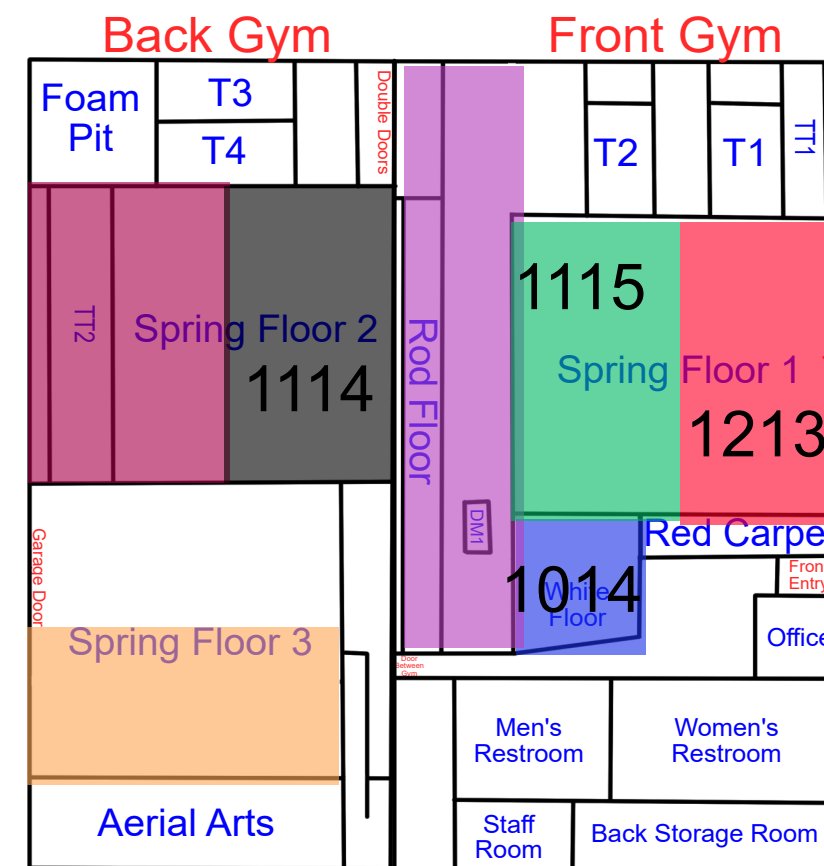 Back Gym
Front Gym
Foam
Pit
T3
T4
Double Doors
T2
T1
TT1
TT2
Spring Floor 2
1114
Rod Floor
DM1
1115
Spring Floor 1
1213
Red Carpe
1014
White
Floor
Fron
Entry
Office
Garage Door
Spring Floor 3
Door
Between
Gym
Men's
Restroom
Women's
Restroom
Aerial Arts
Staff
Room
Back Storage Room